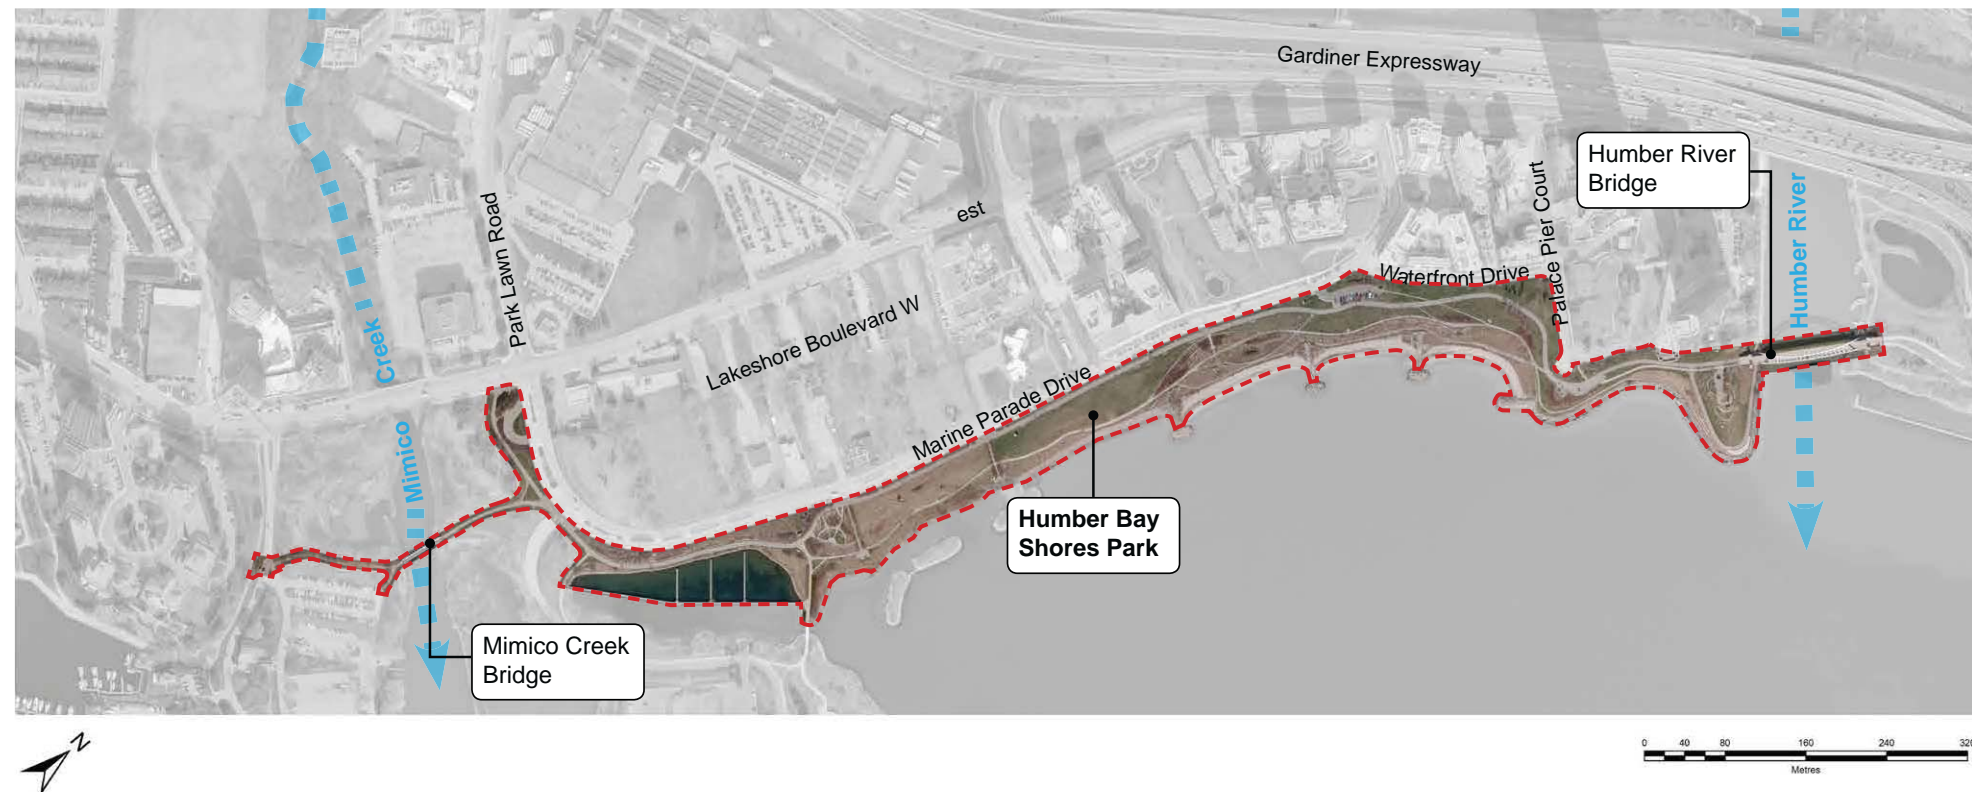 Gardiner Expressway
Humber River
Bridge
Humber River
Palace Pier Court
Waterfront Drive
Park Lawn Road
Lakeshore Boulevard W
est
Marine Parade Drive
Creek
Mimico
Humber Bay
Shores Park
Mimico Creek
Bridge
N
0 40 80 160 240 320
Metres